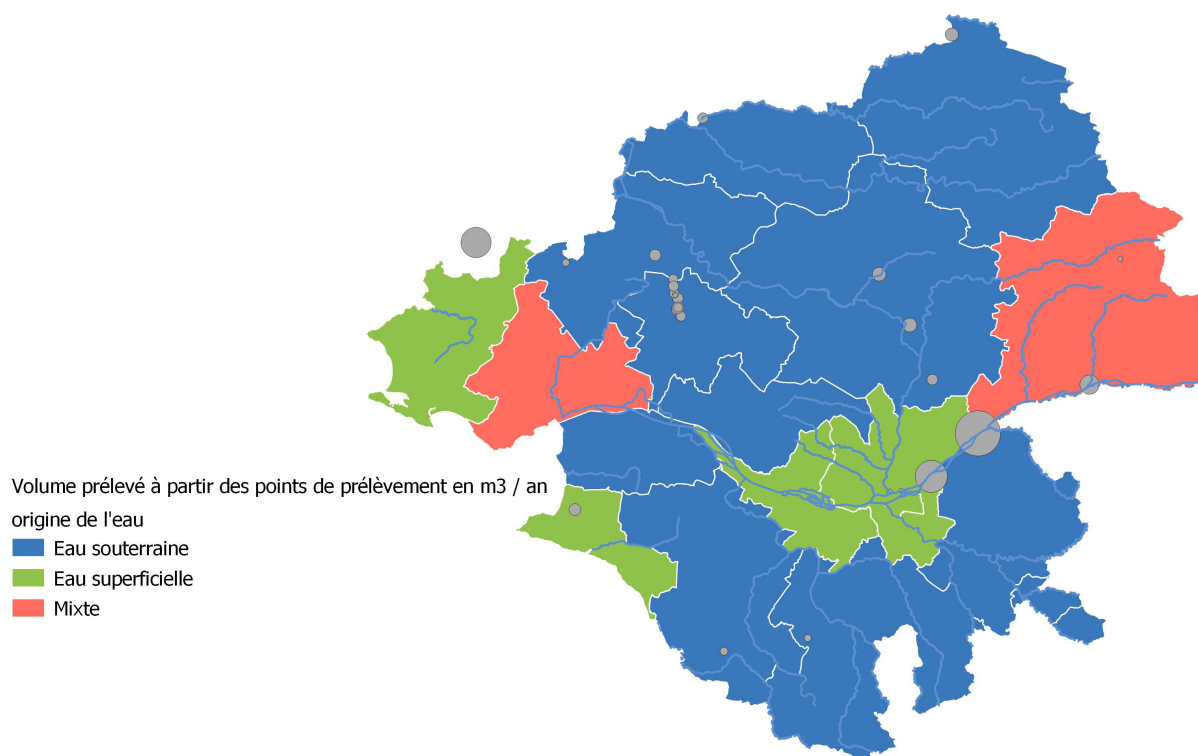 Volume prélevé à partir des points de prélèvement en m3 / an
origine de l'eau
Eau souterraine
Eau superficielle
Mixte